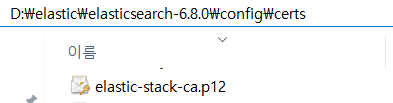 D:₩elastic₩elasticsearch-6.8.0₩config₩certs
이름
elastic-stack-ca.p12